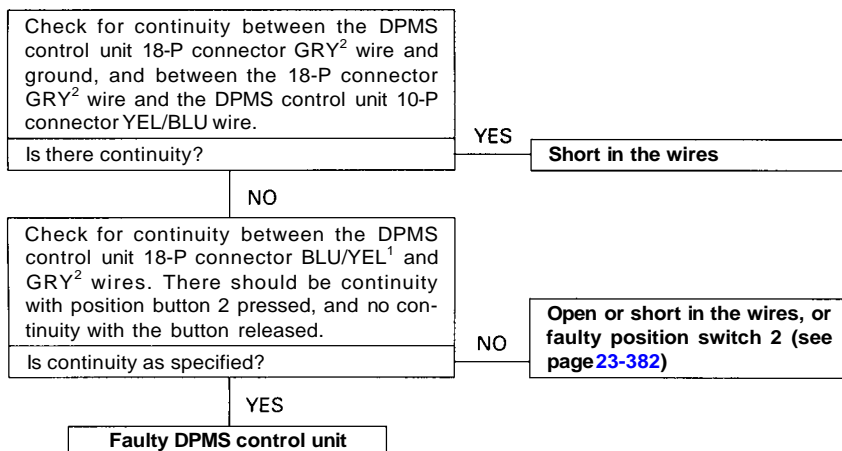 Check for continuity between the DPMS
control unit 18-P connector GRY² wire and
ground, and between the 18-P connector
GRY² wire and the DPMS control unit 10-P
connector YEL/BLU wire.
Is there continuity?
YES
Short in the wires
NO
Check for continuity between the DPMS
control unit 18-P connector BLU/YEL¹ and
GRY² wires. There should be continuity
with position button 2 pressed, and no con-
tinuity with the button released.
Is continuity as specified?
NO
Open or short in the wires, or
faulty position switch 2 (see
page 23-382)
YES
Faulty DPMS control unit